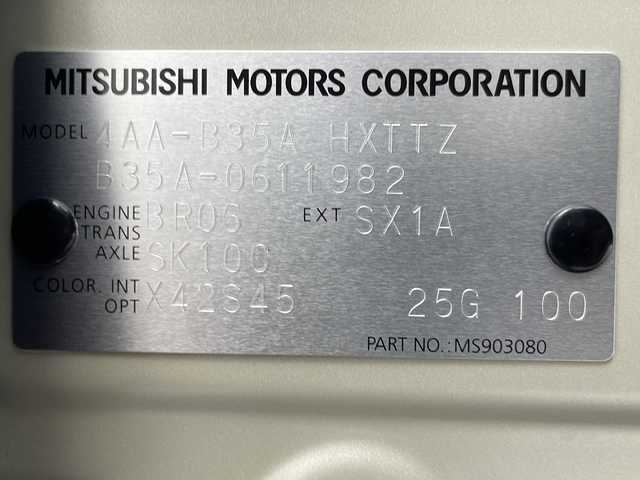 MITSUBISHI MOTORS CORPORATION
MODEL 4AA-B35A HXTTZ
B35A-0611982
ENGINE BR06 EXT SX1A
TRANS
AXLE SK100
COLOR. INT
OPT X42S45 25G 100
PART NO.:MS903080